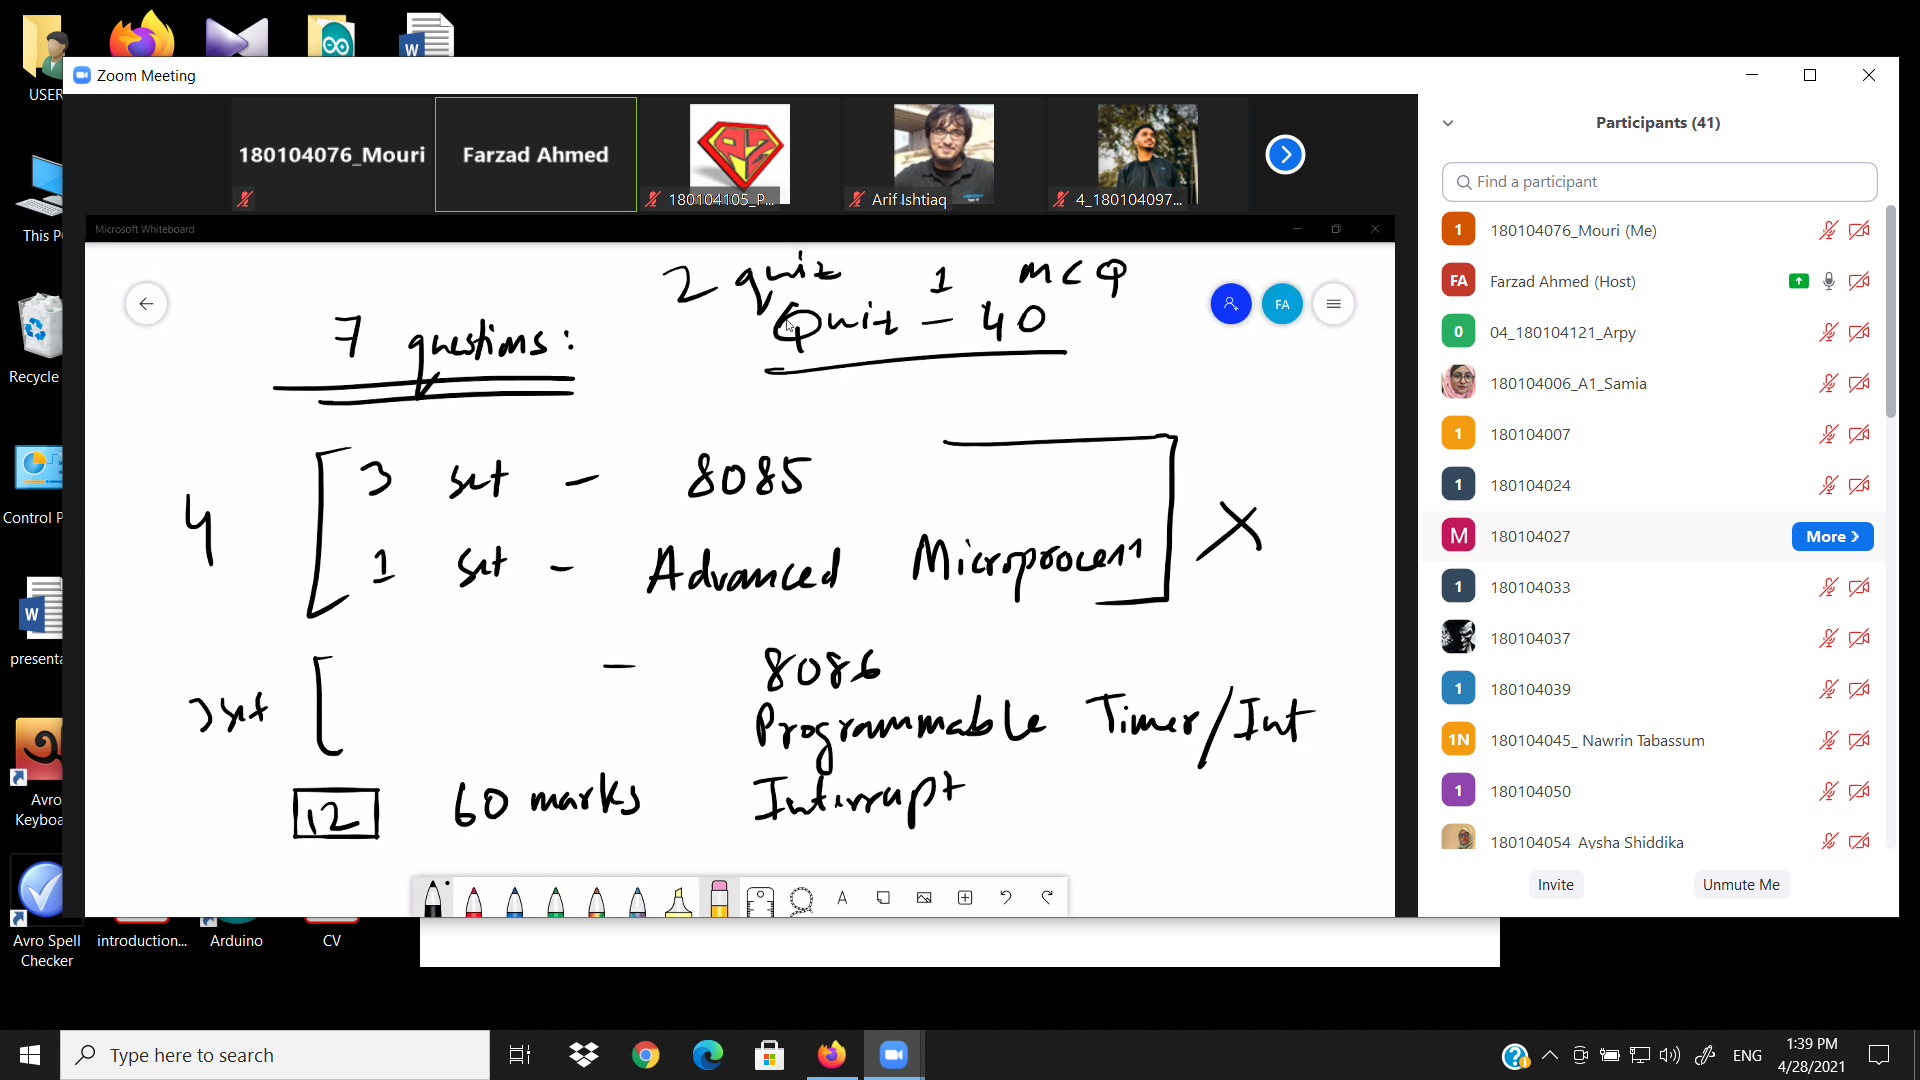 USER
This P
Recycle
Control P
presenta
Avro
Keyboa
Avro Spell
Checker
introduction...
Arduino
CV
Zoom Meeting
180104076_Mouri
Farzad Ahmed
180104105_P...
Arif Ishtiaq
4_180104097...
Microsoft Whiteboard
2 quiz 1 MCQ
Quiz - 40
7 questions:
FA
4
3 set - 8085
1 set - Advanced Microprocess
X
3 set
- 8086
Programmable Timer/Int
12
60 marks
Interrupt
Participants (41)
Find a participant
1 180104076_Mouri (Me)
FA Farzad Ahmed (Host)
0 04_180104121_Arpy
180104006_A1_Samia
1 180104007
1 180104024
M 180104027 More
1 180104033
180104037
1 180104039
1N 180104045_ Nawrin Tabassum
1 180104050
180104054 Aysha Shiddika
Invite
Unmute Me
Type here to search
ENG
1:39 PM
4/28/2021